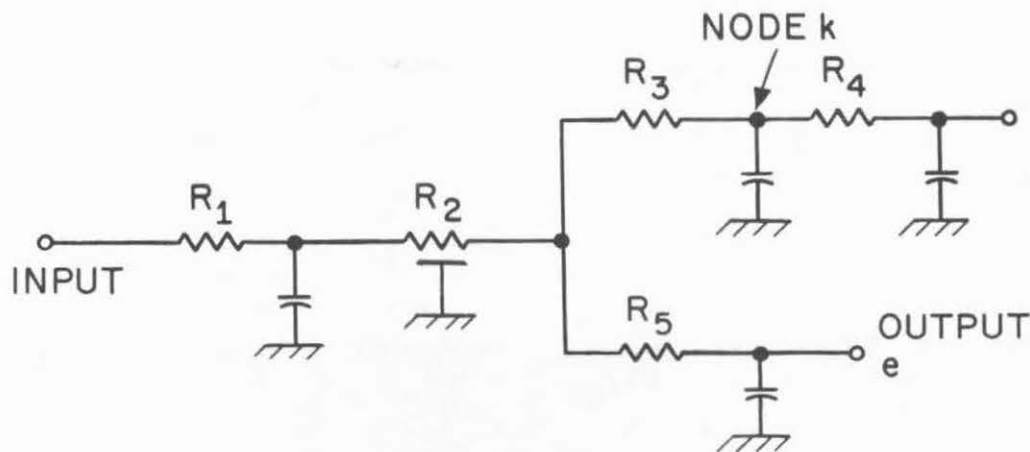 NODE k
R3
R4
R1
R2
INPUT
R5
OUTPUT
e